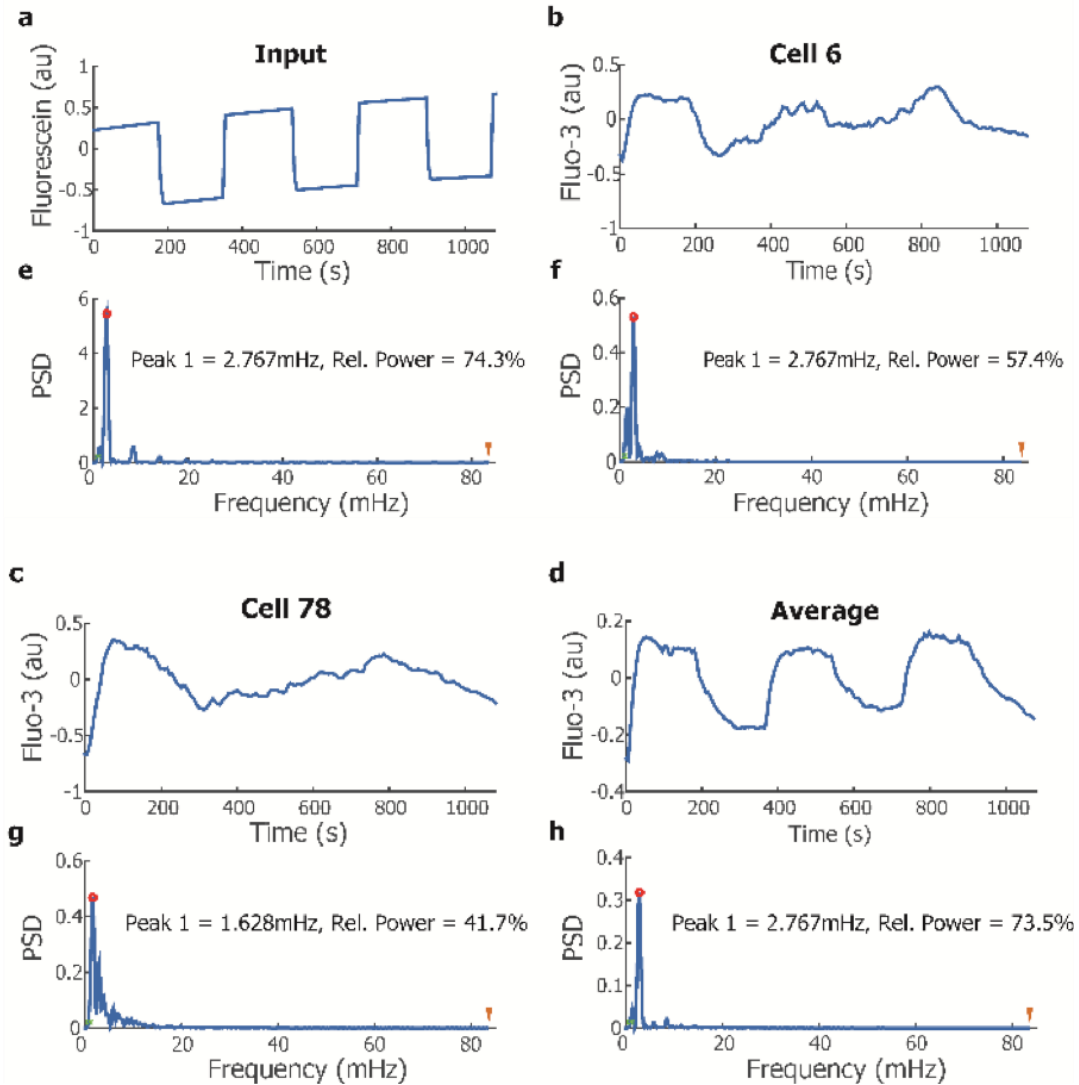 a
Input
Fluorescein (au)
1
0.5
0
-0.5
-1
0 200 400 600 800 1000
Time (s)
b
Cell 6
Fluo-3 (au)
0.5
0
-0.5
-1
0 200 400 600 800 1000
Time (s)
e
PSD
6
4
2
0
Peak 1 = 2.767mHz, Rel. Power = 74.3%
0 20 40 60 80
Frequency (mHz)
f
PSD
0.6
0.4
0.2
0
Peak 1 = 2.767mHz, Rel. Power = 57.4%
0 20 40 60 80
Frequency (mHz)
c
Cell 78
Fluo-3 (au)
0.5
0
-0.5
-1
0 200 400 600 800 1000
Time (s)
d
Average
Fluo-3 (au)
0.2
0
-0.2
-0.4
0 200 400 600 800 1000
Time (s)
g
PSD
0.6
0.4
0.2
0
Peak 1 = 1.628mHz, Rel. Power = 41.7%
0 20 40 60 80
Frequency (mHz)
h
PSD
0.4
0.3
0.2
0.1
0
Peak 1 = 2.767mHz, Rel. Power = 73.5%
0 20 40 60 80
Frequency (mHz)